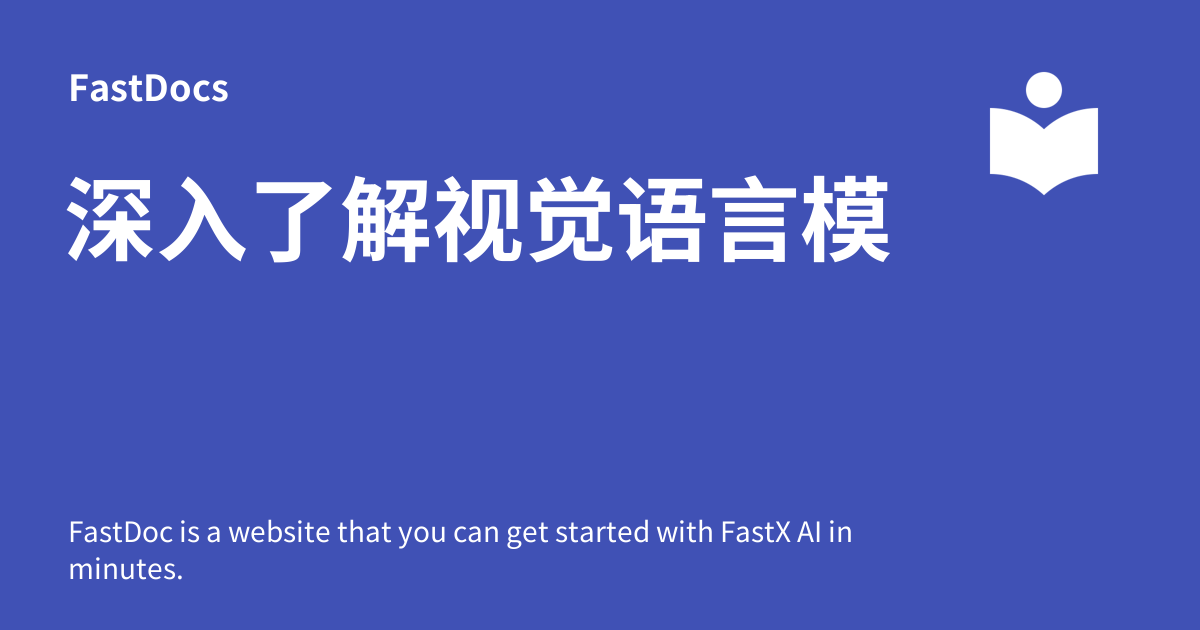 FastDocs
深入了解视觉语言模
FastDoc is a website that you can get started with FastX AI in
minutes.